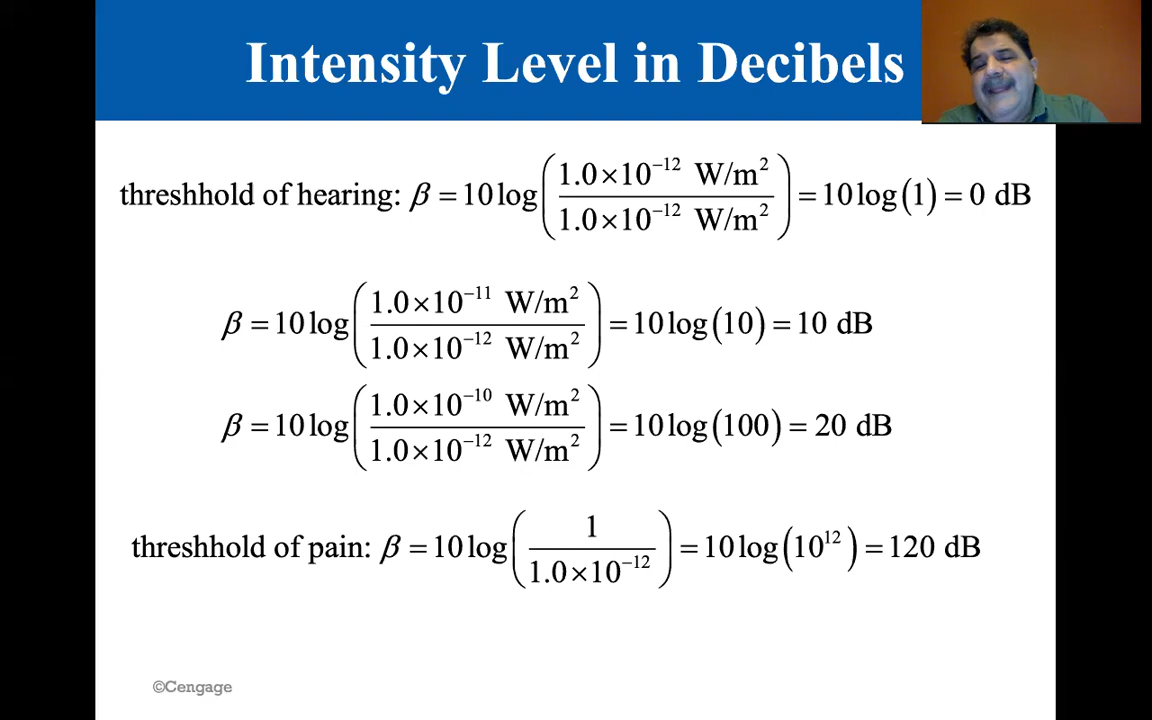 Intensity Level in Decibels
threshhold of hearing: β = 10 log(1.0×10⁻¹² W/m² / 1.0×10⁻¹² W/m²) = 10 log(1) = 0 dB
β = 10 log(1.0×10⁻¹¹ W/m² / 1.0×10⁻¹² W/m²) = 10 log(10) = 10 dB
β = 10 log(1.0×10⁻¹⁰ W/m² / 1.0×10⁻¹² W/m²) = 10 log(100) = 20 dB
threshhold of pain: β = 10 log(1 / 1.0×10⁻¹²) = 10 log(10¹²) = 120 dB
©Cengage